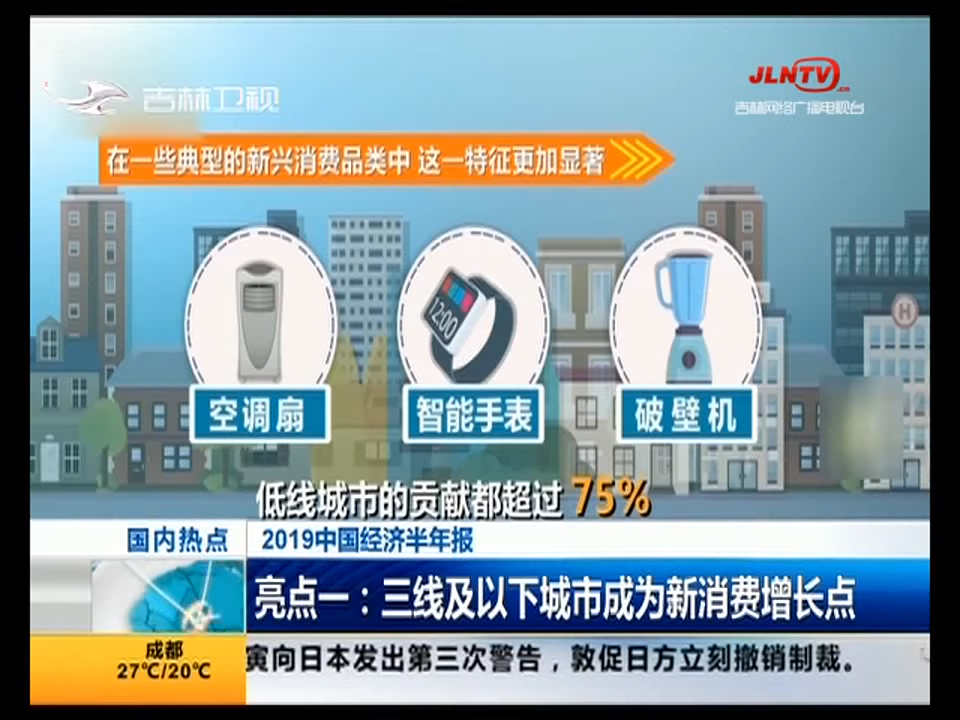 吉林卫视
JLNTV.cn
吉林网络广播电视台
在一些典型的新兴消费品类中 这一特征更加显著
12:00
H
空调扇
智能手表
破壁机
低线城市的贡献都超过 75%
国内热点
2019中国经济半年报
亮点一：三线及以下城市成为新消费增长点
成都
27℃/20℃
寅向日本发出第三次警告，敦促日方立刻撤销制裁。